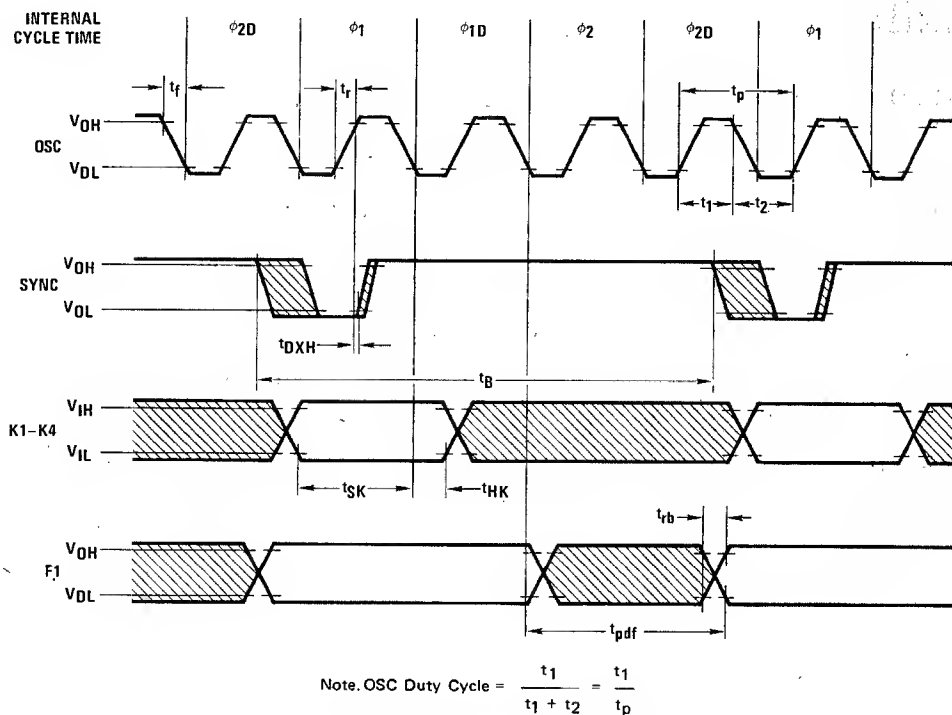 INTERNAL
CYCLE TIME
ϕ2D ϕ1 ϕ1D ϕ2 ϕ2D ϕ1
tf tr tp
VOH
OSC
VDL
t1 t2
VOH
SYNC
VOL
tDXH
tB
VIH
K1–K4
VIL
tSK tHK
trb
VOH
F1
VDL
tpdf
Note. OSC Duty Cycle = t1 / t1 + t2 = t1 / tp